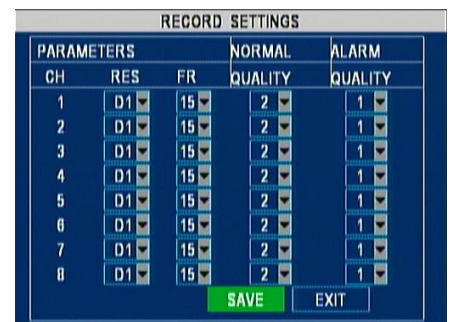 RECORD SETTINGS
PARAMETERS NORMAL ALARM
CH RES FR QUALITY QUALITY
1 D1 15 2 1
2 D1 15 2 1
3 D1 15 2 1
4 D1 15 2 1
5 D1 15 2 1
6 D1 15 2 1
7 D1 15 2 1
8 D1 15 2 1
SAVE EXIT